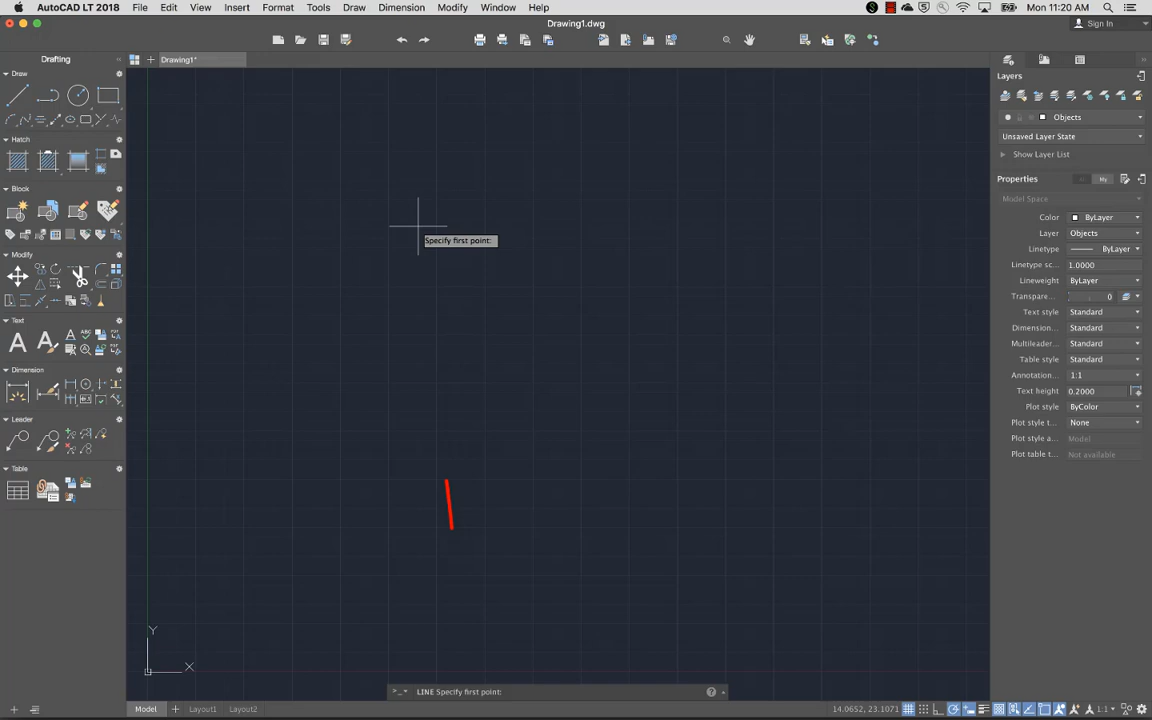 AutoCAD LT 2018 File Edit View Insert Format Tools Draw Dimension Modify Window Help Mon 11:20 AM
Drawing1.dwg
Sign In
Drafting
Drawing1*
Draw
Layers
Objects
Unsaved Layer State
Hatch
Show Layer List
Properties
My
Block
Model Space
Color ByLayer
Layer Objects
Specify first point:
Linetype ByLayer
Modify
Linetype sc... 1.0000
Lineweight ByLayer
Transpare... 0
Text style Standard
Text
Dimension... Standard
Multileader... Standard
Table style Standard
Dimension
Annotation... 1:1
Text height 0.2000
Plot style ByColor
Leader
Plot style t... None
Plot style a... Model
Plot table t... Not available
Table
Y
X
>_ LINE Specify first point:
Model Layout1 Layout2 14.0652, 23.1071 1:1